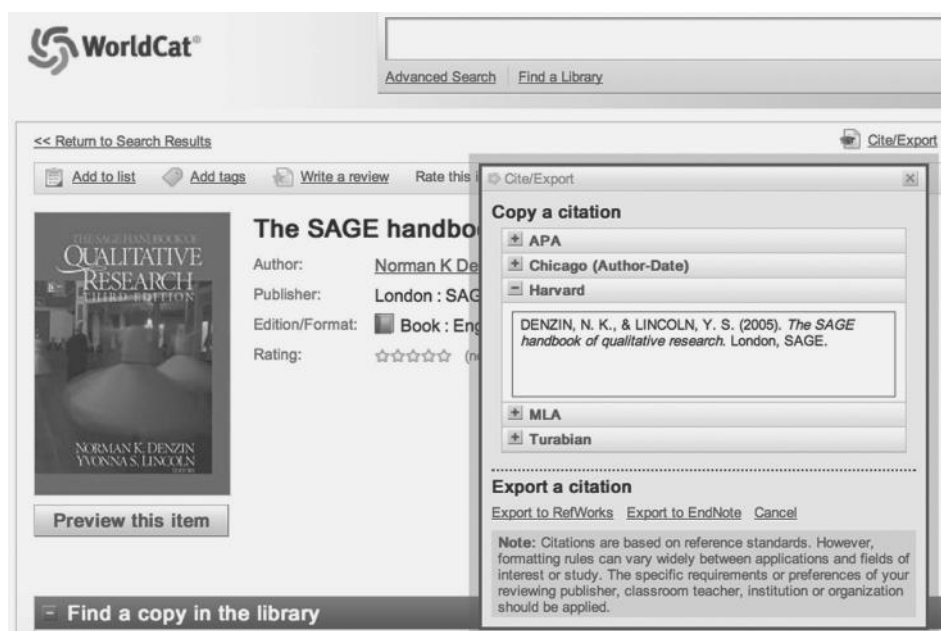 WorldCat®
Advanced Search Find a Library
<< Return to Search Results
Cite/Export
Add to list Add tags Write a review Rate this i
THE SAGE HANDBOOK OF
QUALITATIVE
RESEARCH
THIRD EDITION
NORMAN K. DENZIN
YVONNA S. LINCOLN
EDITORS
Preview this item
The SAGE handbo
Author: Norman K De
Publisher: London : SAG
Edition/Format: Book : Eng
Rating:
Cite/Export
Copy a citation
APA
Chicago (Author-Date)
Harvard
DENZIN, N. K., & LINCOLN, Y. S. (2005). The SAGE
handbook of qualitative research. London, SAGE.
MLA
Turabian
Export a citation
Export to RefWorks Export to EndNote Cancel
Note: Citations are based on reference standards. However,
formatting rules can vary widely between applications and fields of
interest or study. The specific requirements or preferences of your
reviewing publisher, classroom teacher, institution or organization
should be applied.
Find a copy in the library